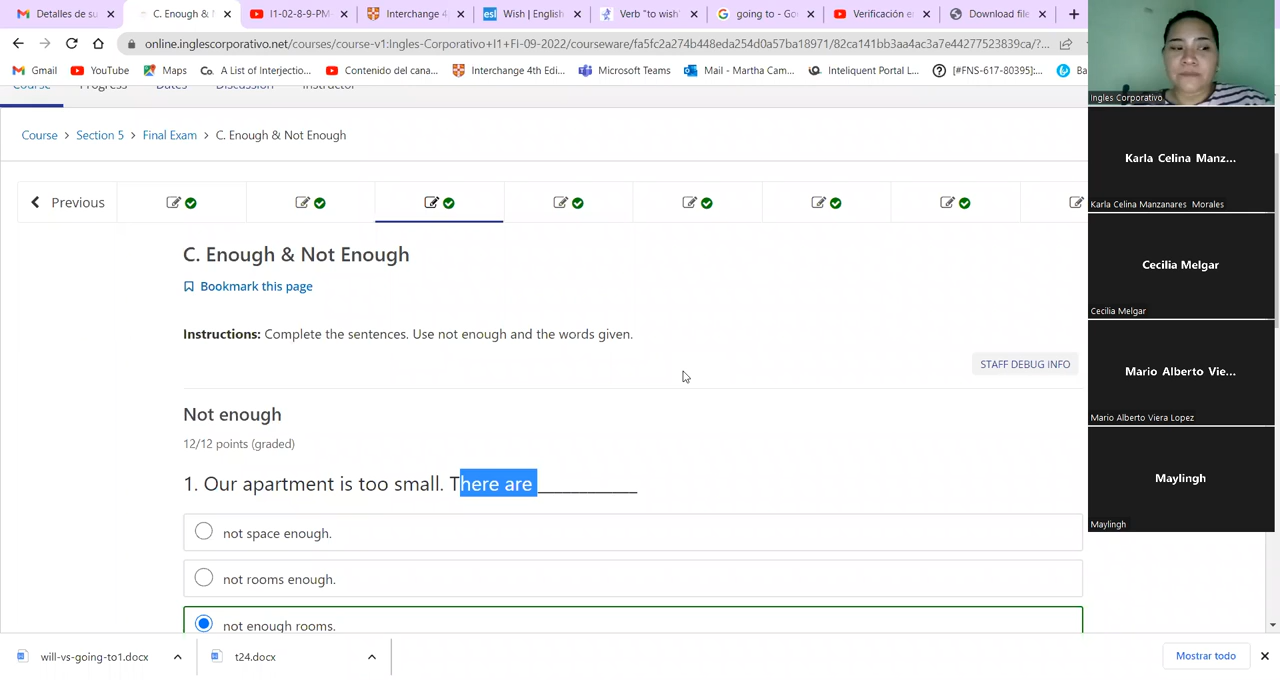 Detalles de su
C. Enough & N
I1-02-8-9-PM-
Interchange 4
esl Wish | English
Verb "to wish"
going to - Go
Verificación e
Download file
online.inglescorporativo.net/courses/course-v1:Ingles-Corporativo+I1+FI-09-2022/courseware/fa5fc2a274b448eda254d0a57ba18971/82ca141bb3aa4ac3a7e44277523839ca/?...
Gmail
YouTube
Maps
A List of Interjectio...
Contenido del cana...
Interchange 4th Edi...
Microsoft Teams
Mail - Martha Cam...
Inteliquent Portal L...
[#FNS-617-80395]:...
Ba
Course
Progress
Dates
Discussion
Instructor
Course > Section 5 > Final Exam > C. Enough & Not Enough
Previous
C. Enough & Not Enough
Bookmark this page
Instructions: Complete the sentences. Use not enough and the words given.
STAFF DEBUG INFO
Not enough
12/12 points (graded)
1. Our apartment is too small. There are ____________
not space enough.
not rooms enough.
not enough rooms.
will-vs-going-to1.docx
t24.docx
Mostrar todo
Ingles Corporativo
Karla Celina Manz...
Karla Celina Manzanares Morales
Cecilia Melgar
Cecilia Melgar
Mario Alberto Vie...
Mario Alberto Viera Lopez
Maylingh
Maylingh